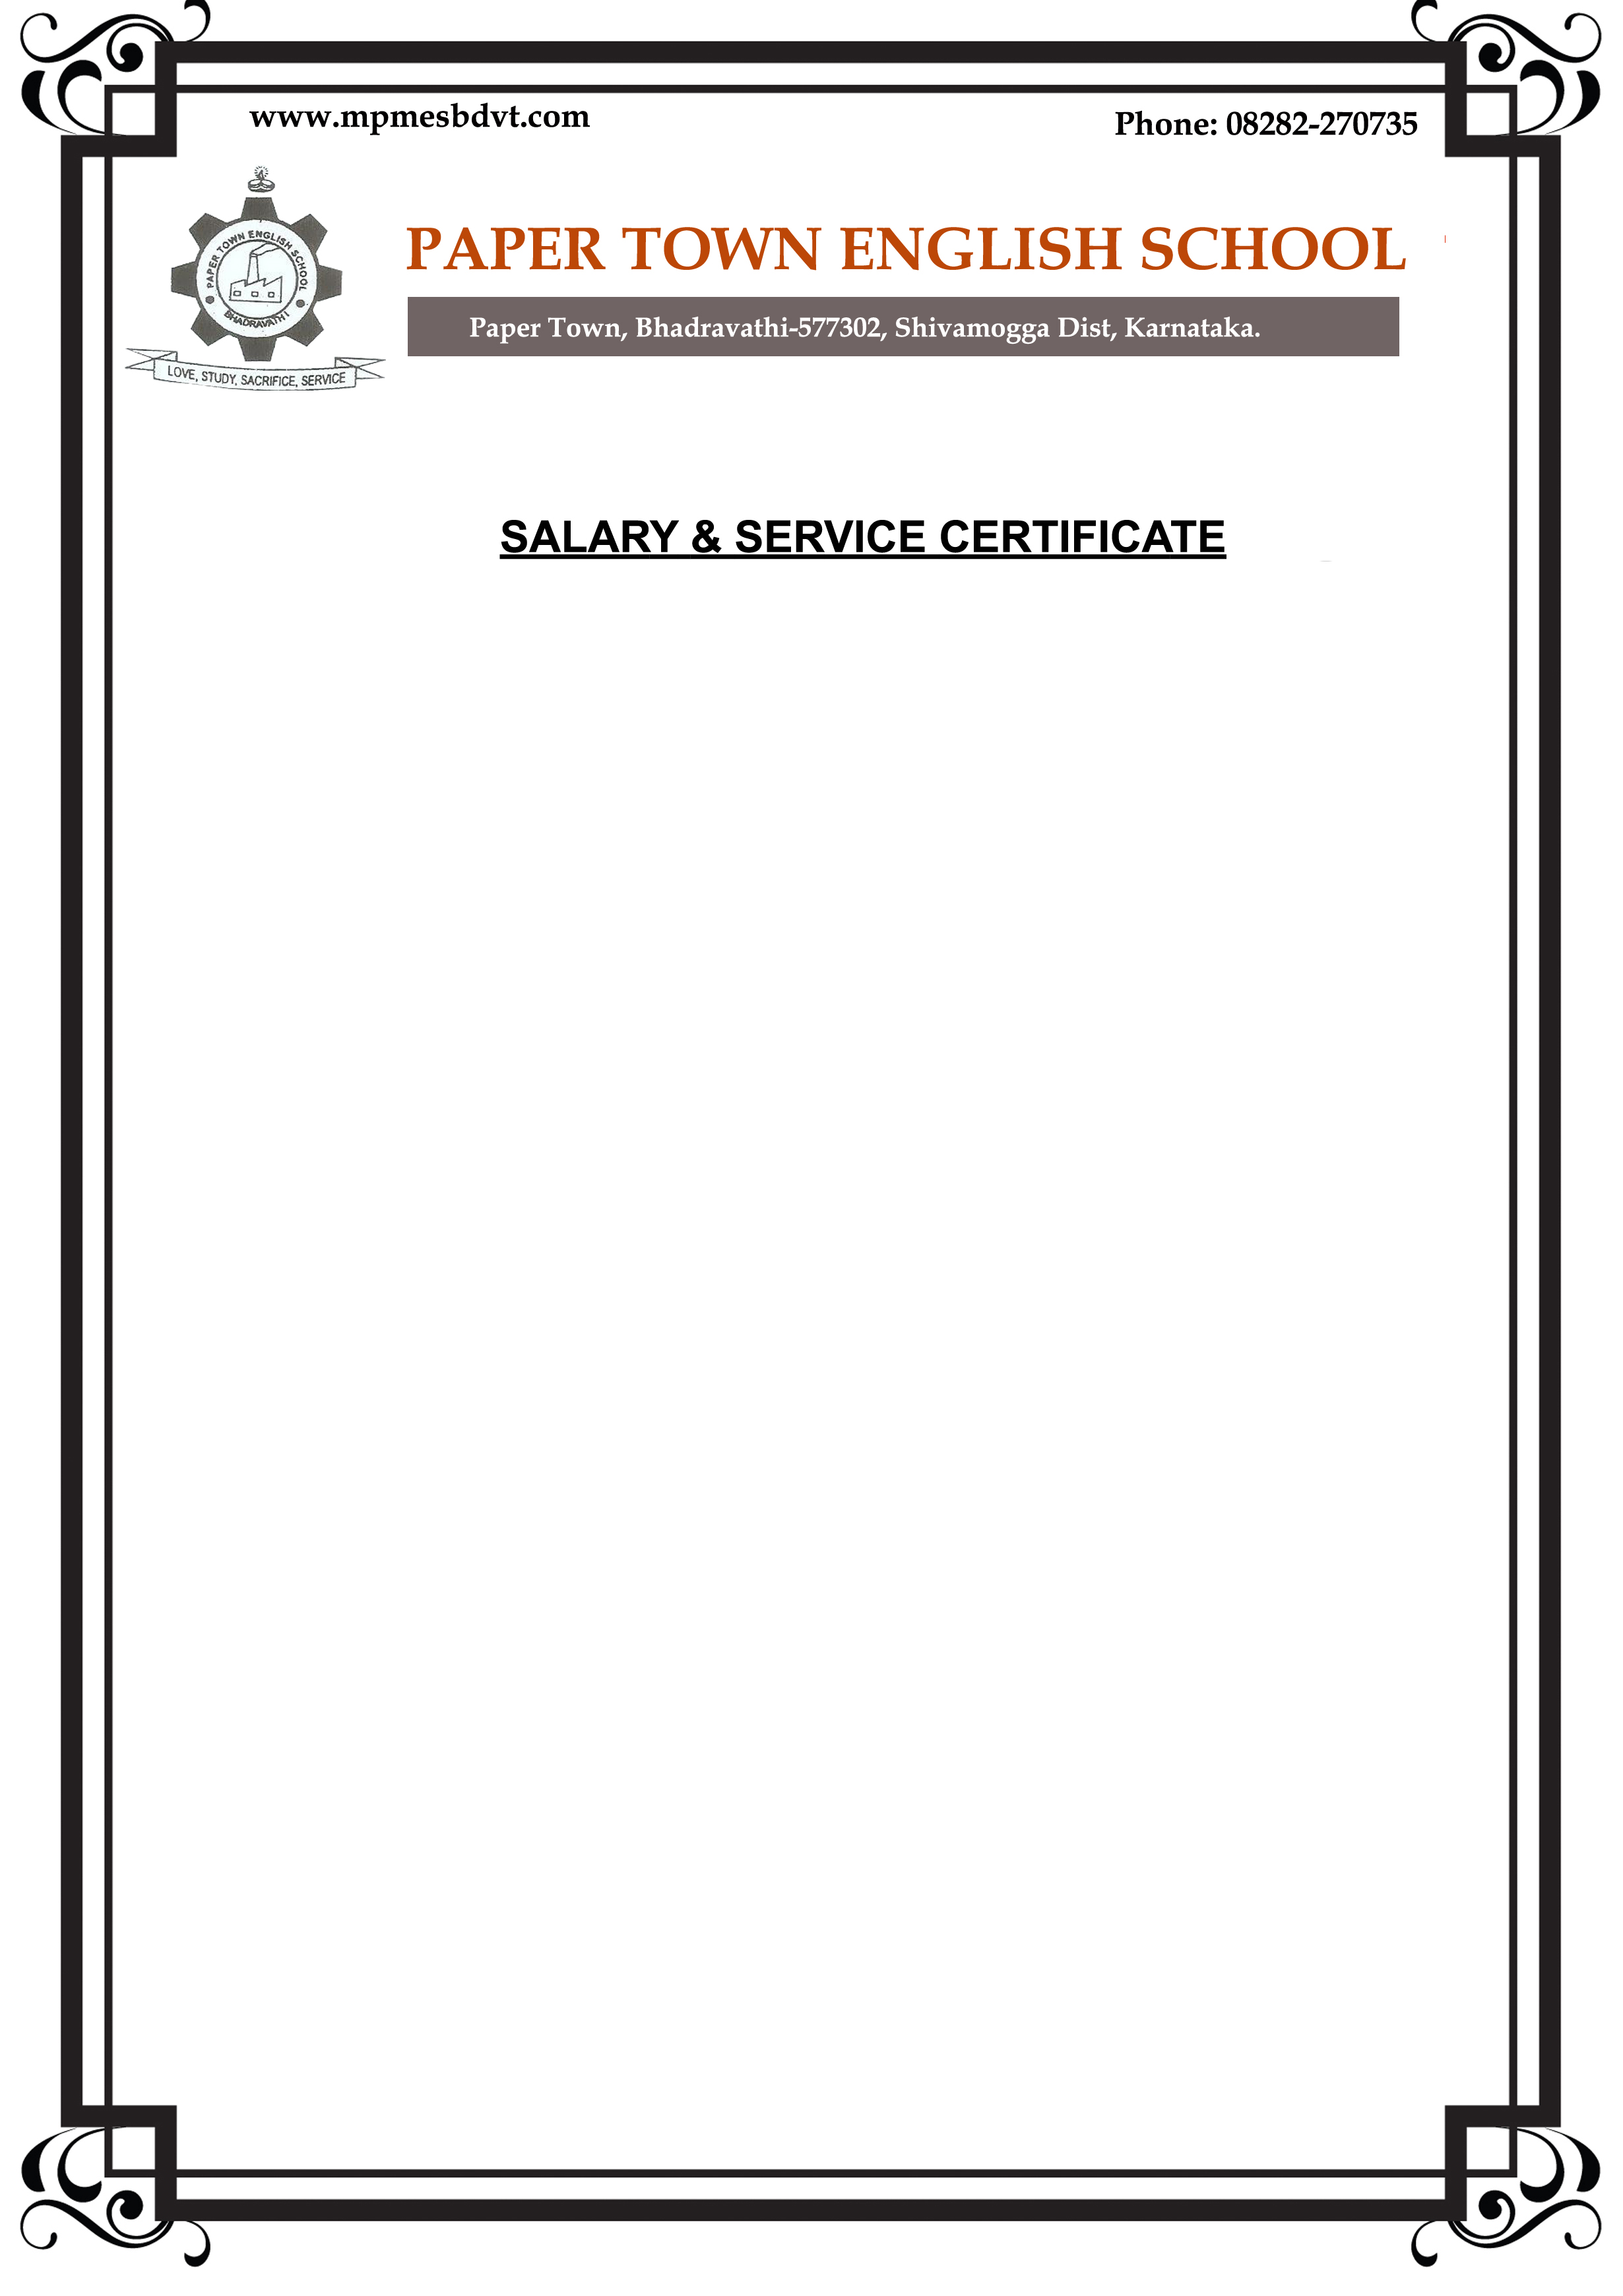 www.mpmesbdvt.com
Phone: 08282-270735
PAPER TOWN ENGLISH SCHOOL
BHADRAVATHI
LOVE, STUDY, SACRIFICE, SERVICE
PAPER TOWN ENGLISH SCHOOL
Paper Town, Bhadravathi-577302, Shivamogga Dist, Karnataka.
SALARY & SERVICE CERTIFICATE